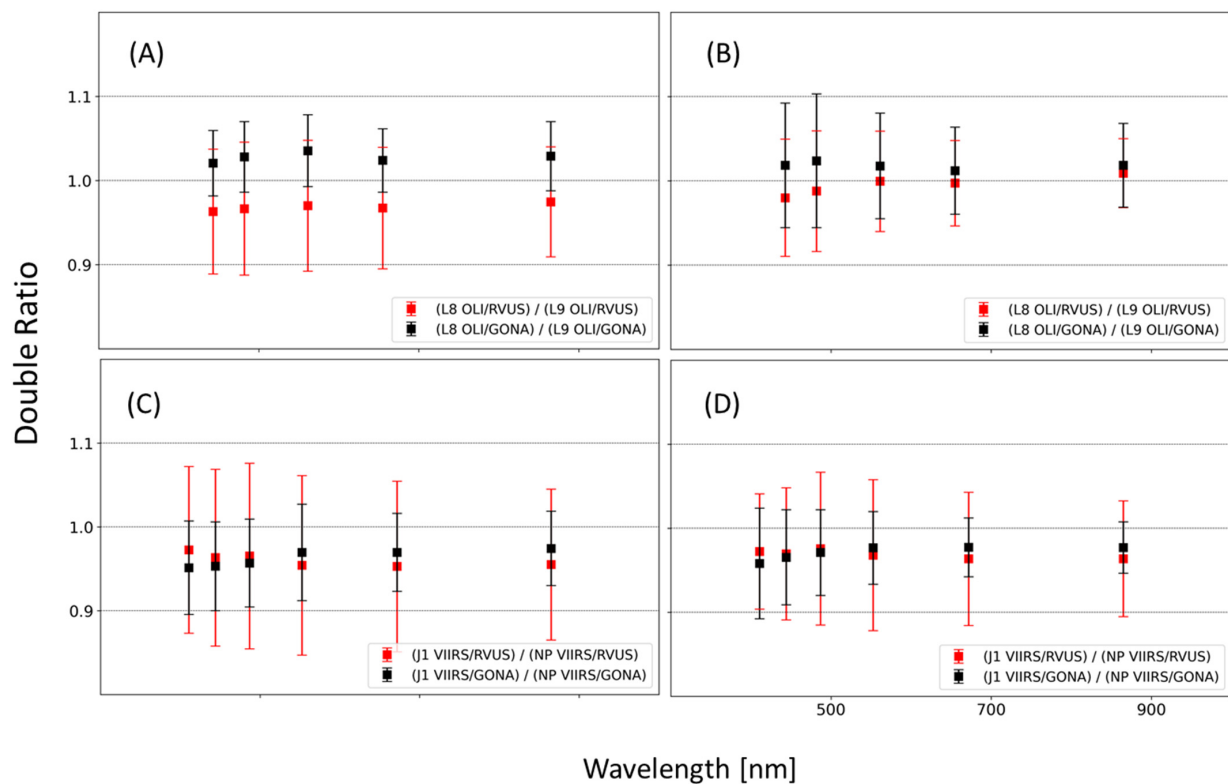 (A)
1.1
1.0
0.9
(L8 OLI/RVUS) / (L9 OLI/RVUS)
(L8 OLI/GONA) / (L9 OLI/GONA)
(B)
(L8 OLI/RVUS) / (L9 OLI/RVUS)
(L8 OLI/GONA) / (L9 OLI/GONA)
Double Ratio
(C)
1.1
1.0
0.9
(J1 VIIRS/RVUS) / (NP VIIRS/RVUS)
(J1 VIIRS/GONA) / (NP VIIRS/GONA)
(D)
(J1 VIIRS/RVUS) / (NP VIIRS/RVUS)
(J1 VIIRS/GONA) / (NP VIIRS/GONA)
500 700 900
Wavelength [nm]